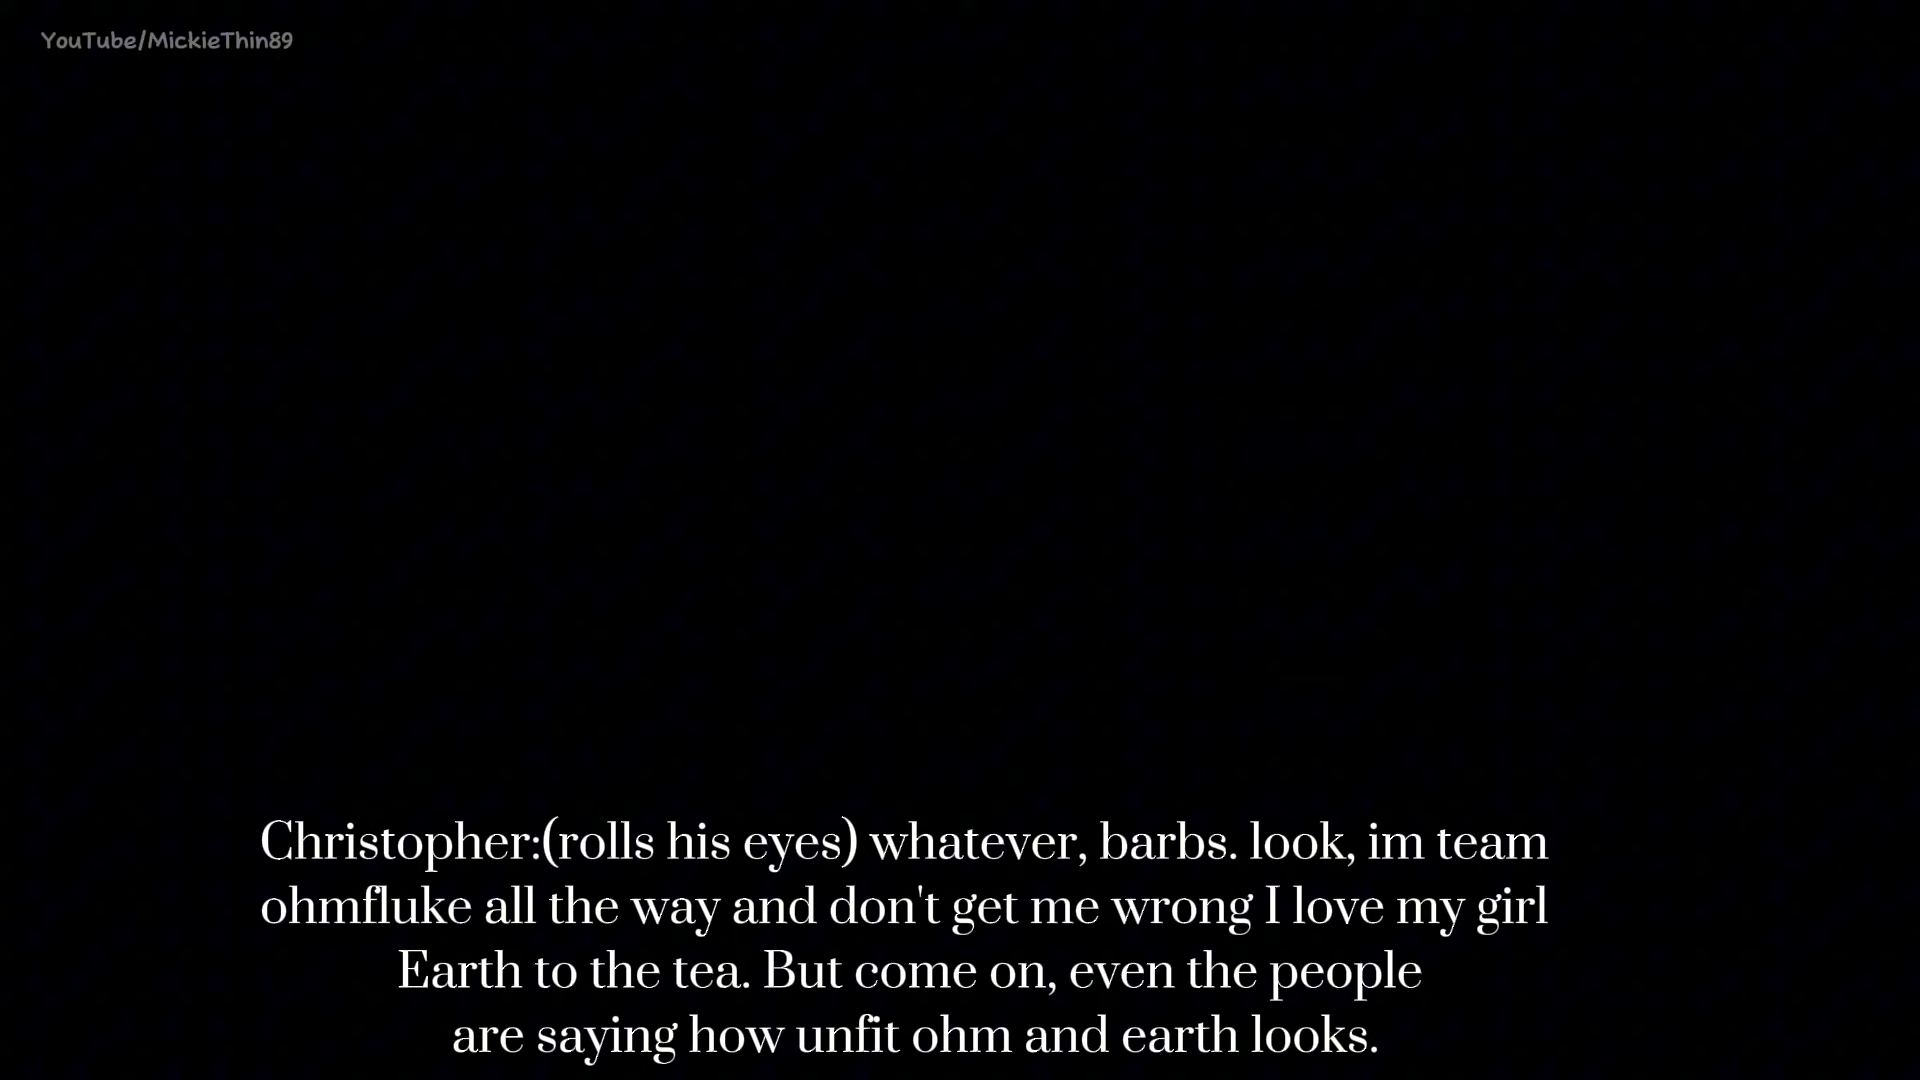 YouTube/MickieThin89
Christopher:(rolls his eyes) whatever, barbs. look, im team
ohmfluke all the way and don't get me wrong I love my girl
Earth to the tea. But come on, even the people
are saying how unfit ohm and earth looks.